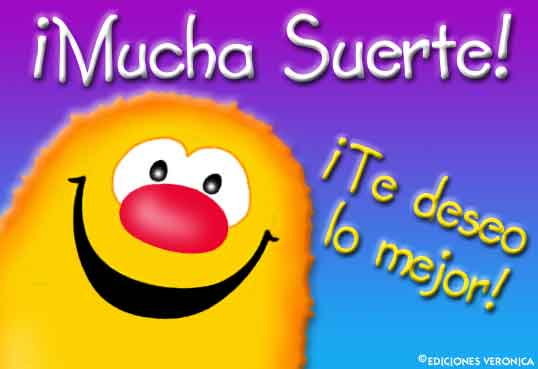 ¡Mucha Suerte!
¡Te deseo
lo mejor!
©EDICIONES VERONICA